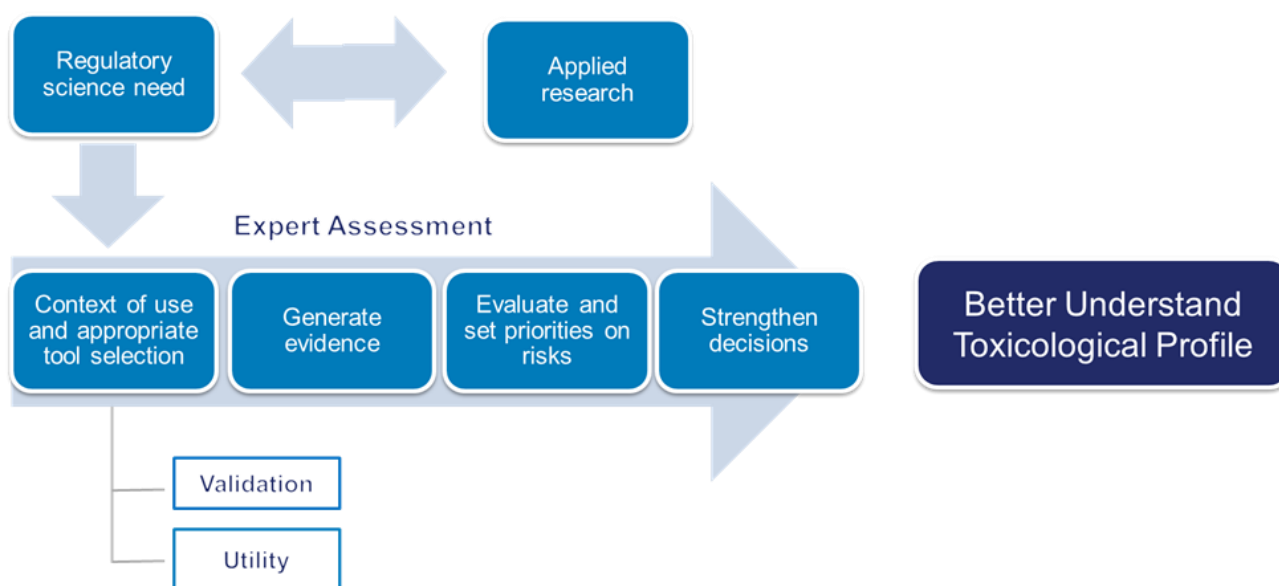 Regulatory
science need
Applied
research
Expert Assessment
Context of use
and appropriate
tool selection
Generate
evidence
Evaluate and
set priorities on
risks
Strengthen
decisions
Better Understand
Toxicological Profile
Validation
Utility